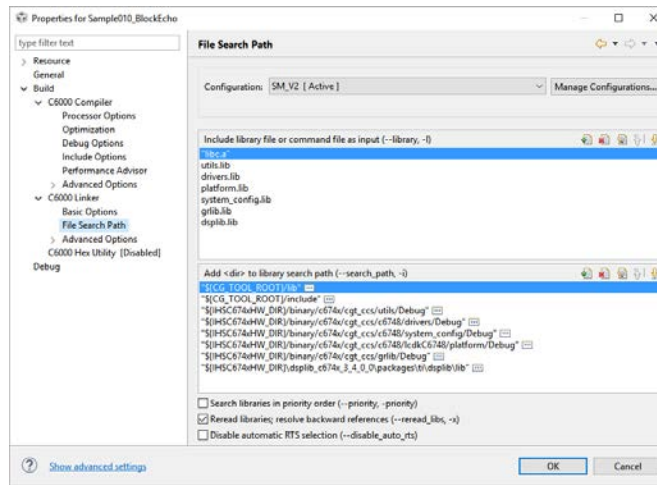 Properties for Sample010_BlockEcho
type filter text
Resource
General
Build
C6000 Compiler
Processor Options
Optimization
Debug Options
Include Options
Performance Advisor
Advanced Options
C6000 Linker
Basic Options
File Search Path
Advanced Options
C6000 Hex Utility [Disabled]
Debug
File Search Path
Configuration: SM_V2 [ Active ]
Manage Configurations...
Include library file or command file as input (--library, -l)
"libc.a"
utils.lib
drivers.lib
platform.lib
system_config.lib
grlib.lib
dsplib.lib
Add <dir> to library search path (--search_path, -i)
"${CG_TOOL_ROOT}/lib"
"${CG_TOOL_ROOT}/include"
"${IHSC674xHW_DIR}/binary/c674x/cgt_ccs/utils/Debug"
"${IHSC674xHW_DIR}/binary/c674x/cgt_ccs/c6748/drivers/Debug"
"${IHSC674xHW_DIR}/binary/c674x/cgt_ccs/c6748/system_config/Debug"
"${IHSC674xHW_DIR}/binary/c674x/cgt_ccs/c6748/lcdkC6748/platform/Debug"
"${IHSC674xHW_DIR}/binary/c674x/cgt_ccs/grlib/Debug"
"${IHSC674xHW_DIR}\dsplib_c674x_3_4_0_0\packages\ti\dsplib\lib"
Search libraries in priority order (--priority, -priority)
Reread libraries; resolve backward references (--reread_libs, -x)
Disable automatic RTS selection (--disable_auto_rts)
Show advanced settings
OK
Cancel